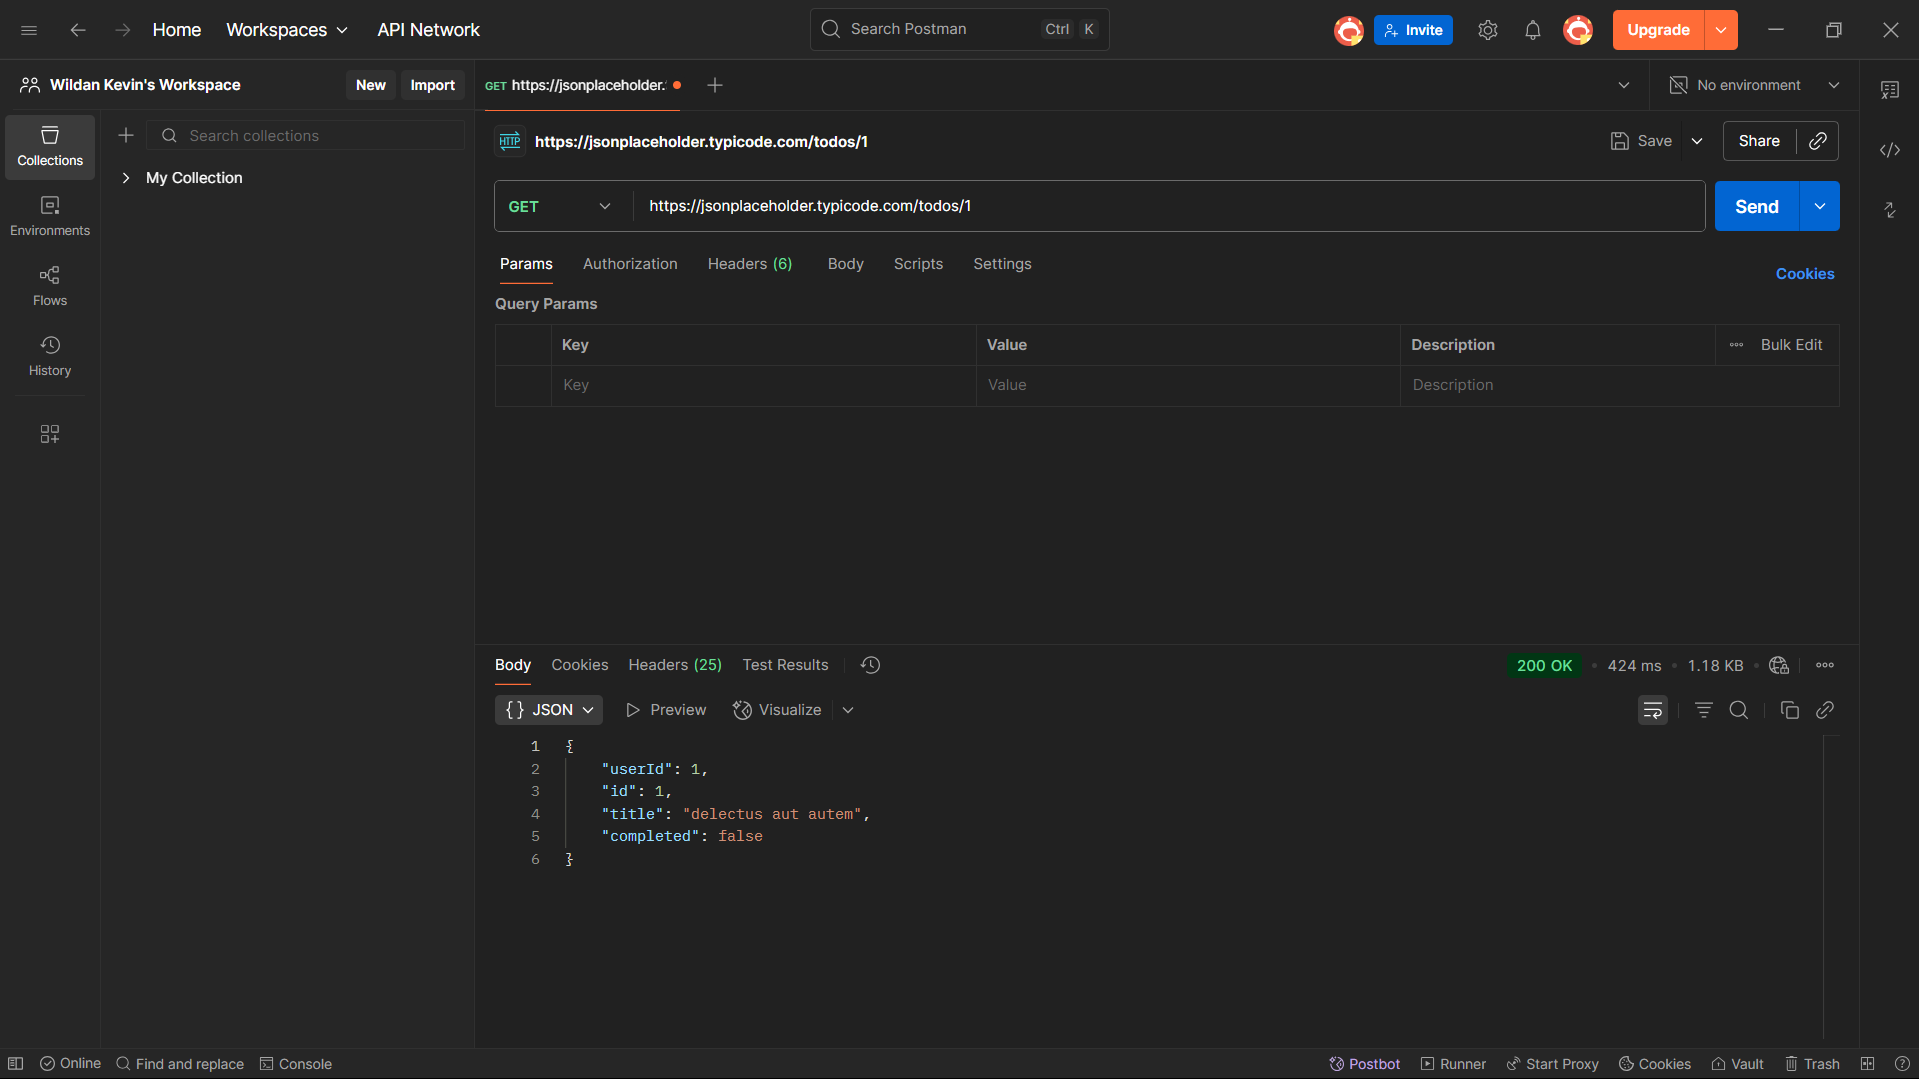 Home Workspaces API Network Search Postman Ctrl K Invite Upgrade
Wildan Kevin's Workspace New Import GET https://jsonplaceholder. No environment
Collections Search collections https://jsonplaceholder.typicode.com/todos/1 Save Share
My Collection
GET https://jsonplaceholder.typicode.com/todos/1 Send
Environments
Params Authorization Headers (6) Body Scripts Settings Cookies
Flows
Query Params
Key Value Description Bulk Edit
History
Key Value Description
Body Cookies Headers (25) Test Results 200 OK • 424 ms • 1.18 KB •
{} JSON Preview Visualize
1 {
2 "userId": 1,
3 "id": 1,
4 "title": "delectus aut autem",
5 "completed": false
6 }
Online Find and replace Console Postbot Runner Start Proxy Cookies Vault Trash